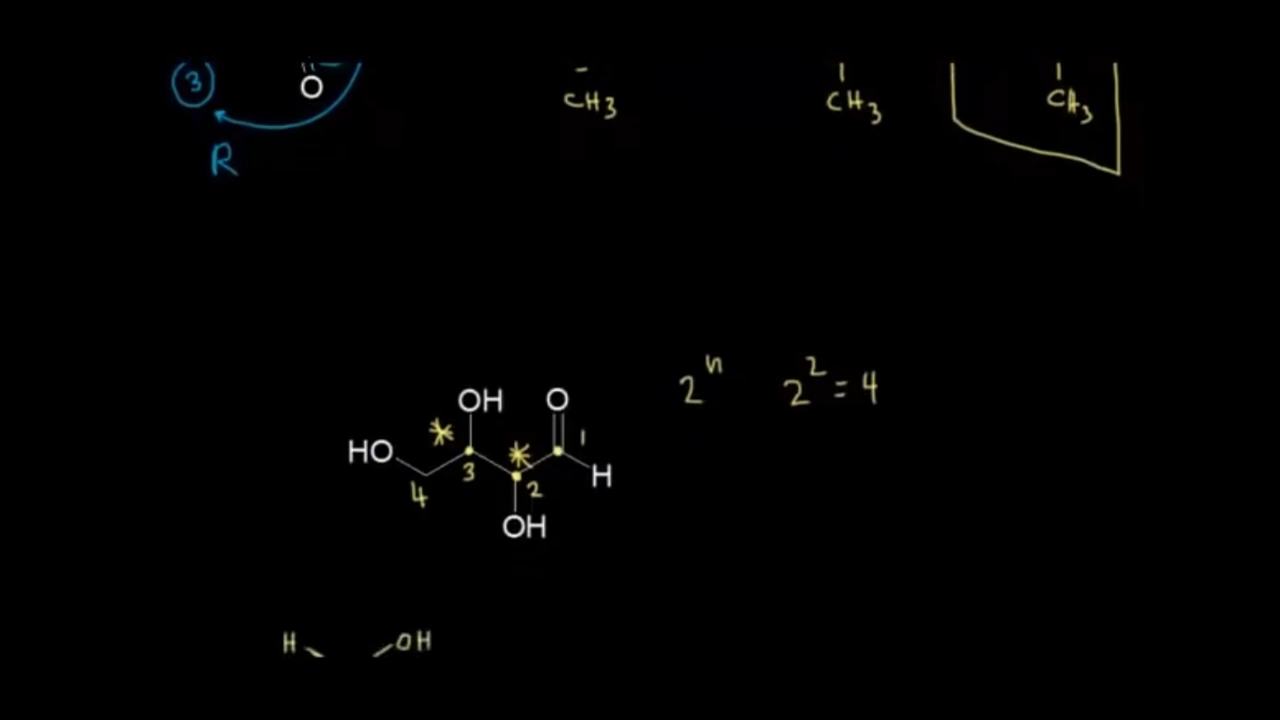 3 O
CH3 CH3 CH3
R
2^n 2^2 = 4
OH O
* 1
HO * H
4 3 2
OH
H OH